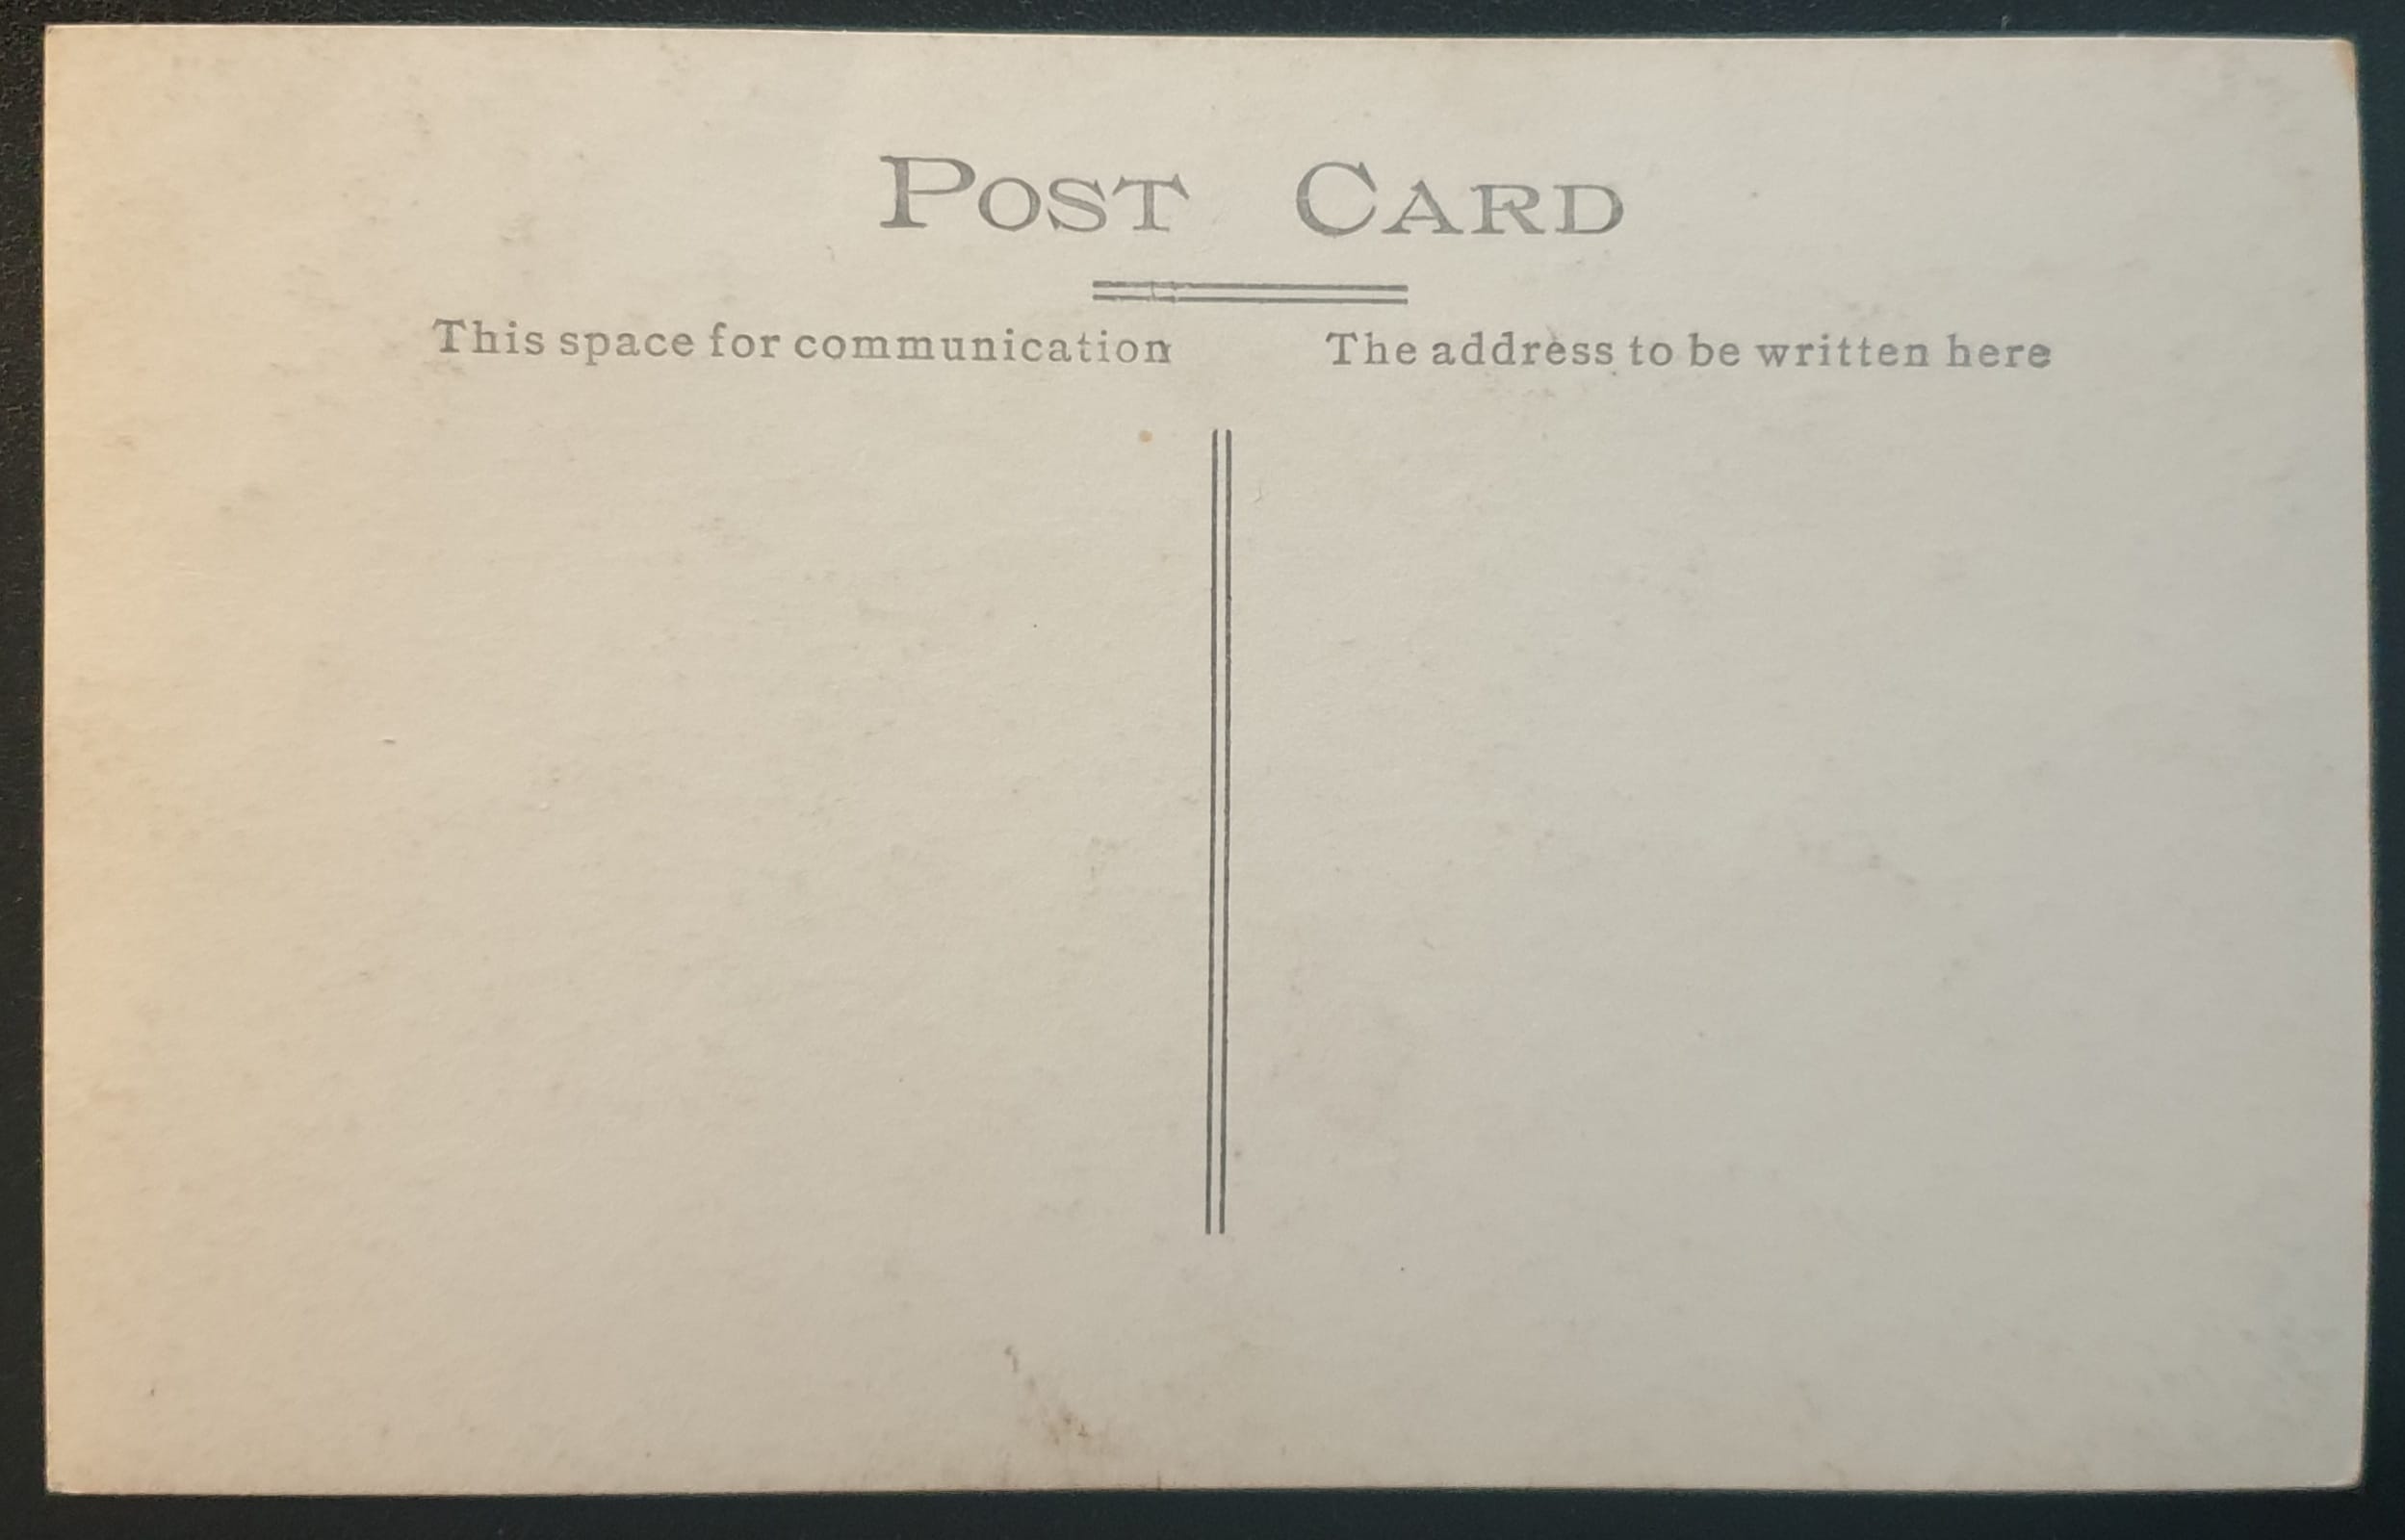 Post Card
This space for communication
The address to be written here